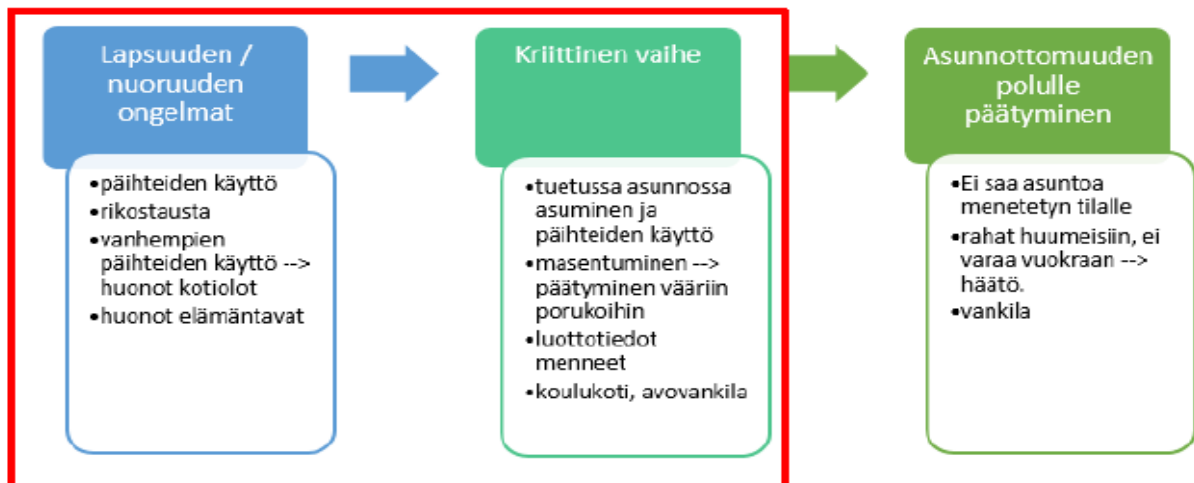 Lapsuuden /
nuoruuden
ongelmat
•päihteiden käyttö
•rikostausta
•vanhempien
päihteiden käyttö -->
huonot kotiolot
•huonot elämäntavat
Kriittinen vaihe
•tuetussa asunnossa
asuminen ja
päihteiden käyttö
•masentuminen -->
päätyminen vääriin
porukoihin
•luottotiedot
menneet
•koulukoti, avovankila
Asunnottomuuden
polulle
päätyminen
•Ei saa asuntoa
menetetyn tilalle
•rahat huumeisiin, ei
varaa vuokraan -->
häätö.
•vankila